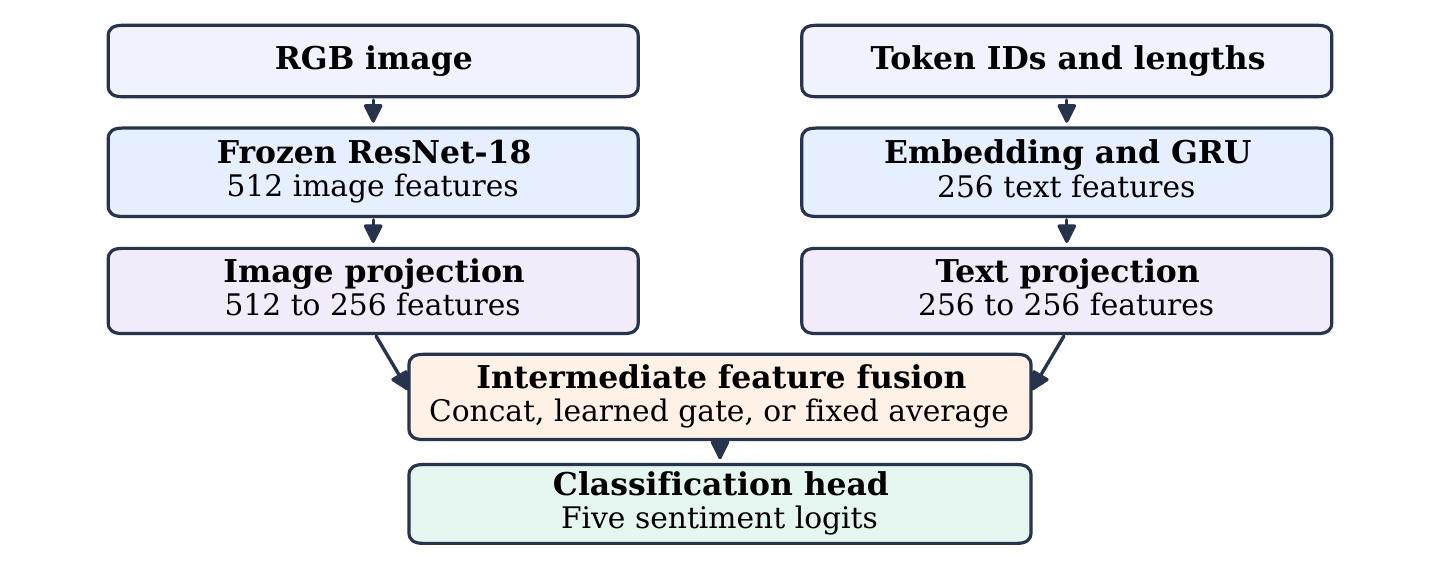 RGB image
Token IDs and lengths
Frozen ResNet-18
512 image features
Embedding and GRU
256 text features
Image projection
512 to 256 features
Text projection
256 to 256 features
Intermediate feature fusion
Concat, learned gate, or fixed average
Classification head
Five sentiment logits